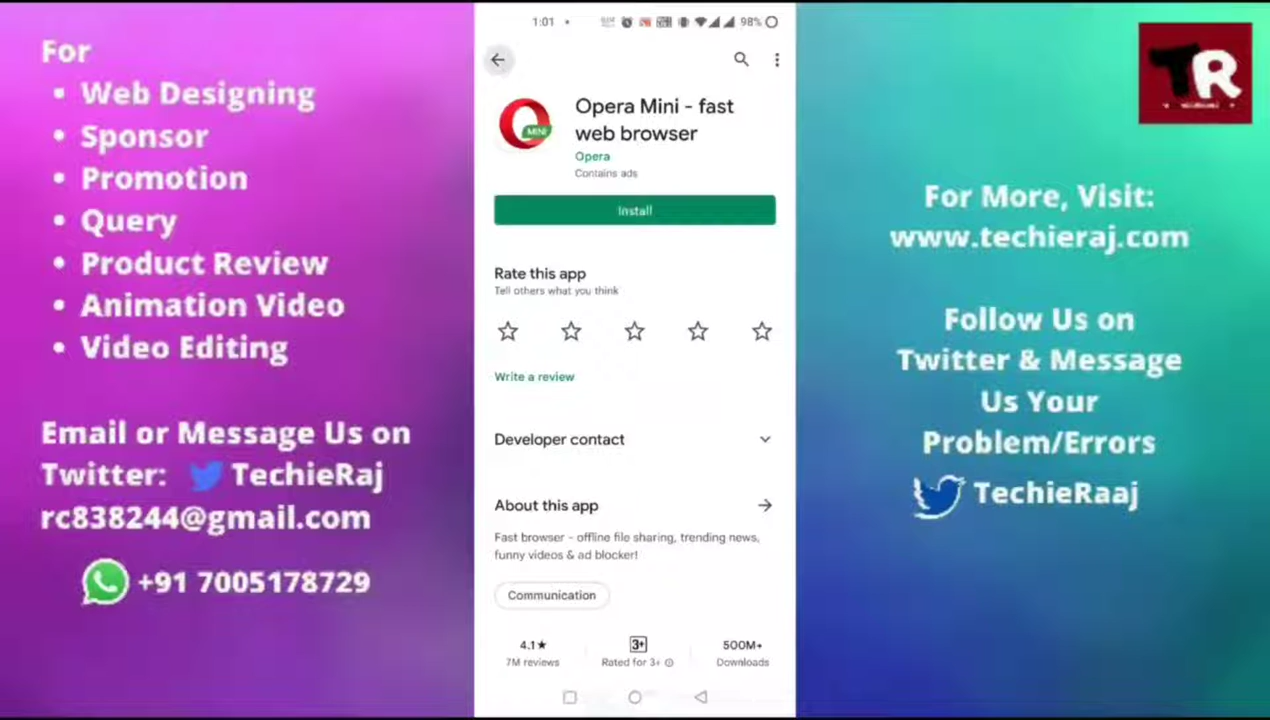 For
• Web Designing
• Sponsor
• Promotion
• Query
• Product Review
• Animation Video
• Video Editing
Email or Message Us on
Twitter: TechieRaj
rc838244@gmail.com
+91 7005178729
1:01
98%
Opera Mini - fast
web browser
MINI
Opera
Contains ads
Install
Rate this app
Tell others what you think
Write a review
Developer contact
About this app
Fast browser - offline file sharing, trending news,
funny videos & ad blocker!
Communication
4.1★ 3+ 500M+
7M reviews Rated for 3+ Downloads
TR
For More, Visit:
www.techieraj.com
Follow Us on
Twitter & Message
Us Your
Problem/Errors
TechieRaaj